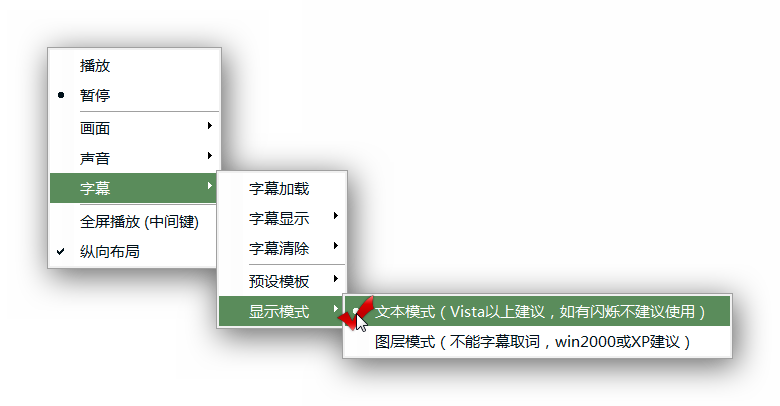 播放
暂停
画面
声音
字幕
全屏播放 (中间键)
纵向布局
字幕加载
字幕显示
字幕清除
预设模板
显示模式
文本模式（Vista以上建议，如有闪烁不建议使用）
图层模式（不能字幕取词，win2000或XP建议）